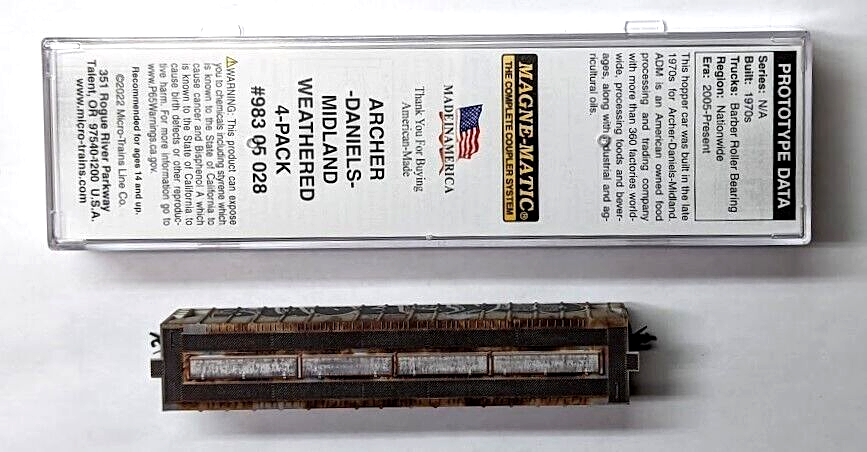 PROTOTYPE DATA
Series: N/A
Built: 1970s
Trucks: Barber Roller Bearing
Region: Nationwide
Era: 2005-Present
This hopper car was built in the late
1970s for Archer-Daniels-Midland.
ADM is an American owned food
processing and trading company
with more than 360 factories world-
wide, processing foods and bever-
ages, along with industrial and ag-
ricultural oils.
MAGNE-MATIC®
THE COMPLETE COUPLER SYSTEM
MADE IN AMERICA
Thank You For Buying
American-Made
ARCHER
-DANIELS-
MIDLAND
WEATHERED
4-PACK
#983 05 028
⚠WARNING: This product can expose
you to chemicals including styrene which
is known to the State of California to
cause cancer and Bisphenol A which
is known to the State of California to
cause birth defects or other reproduc-
tive harm. For more information go to
www.P65Warnings.ca.gov.
Recommended for ages 14 and up.
©2022 Micro-Trains Line Co.
351 Rogue River Parkway
Talent, OR 97540-1200 U.S.A.
www.micro-trains.com